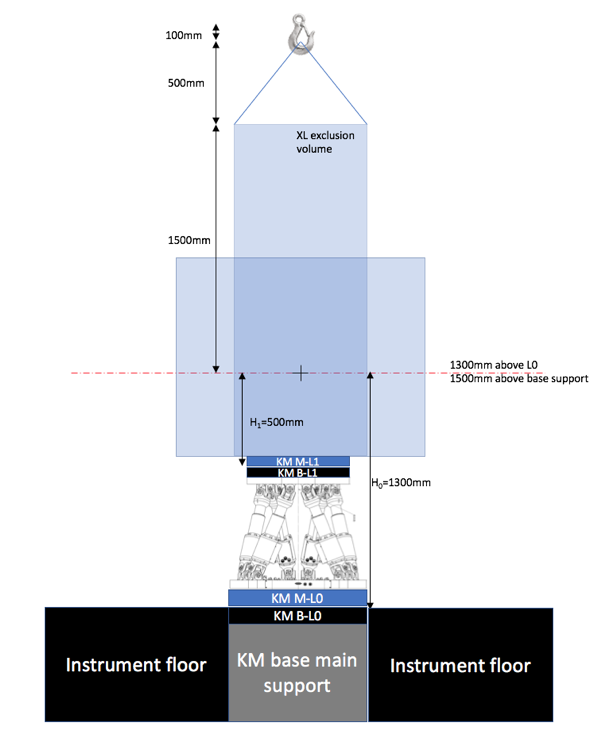 100mm
500mm
XL exclusion
volume
1500mm
1300mm above L0
1500mm above base support
H₁=500mm
KM M-L1
KM B-L1
H₀=1300mm
KM M-L0
KM B-L0
Instrument floor
KM base main
support
Instrument floor